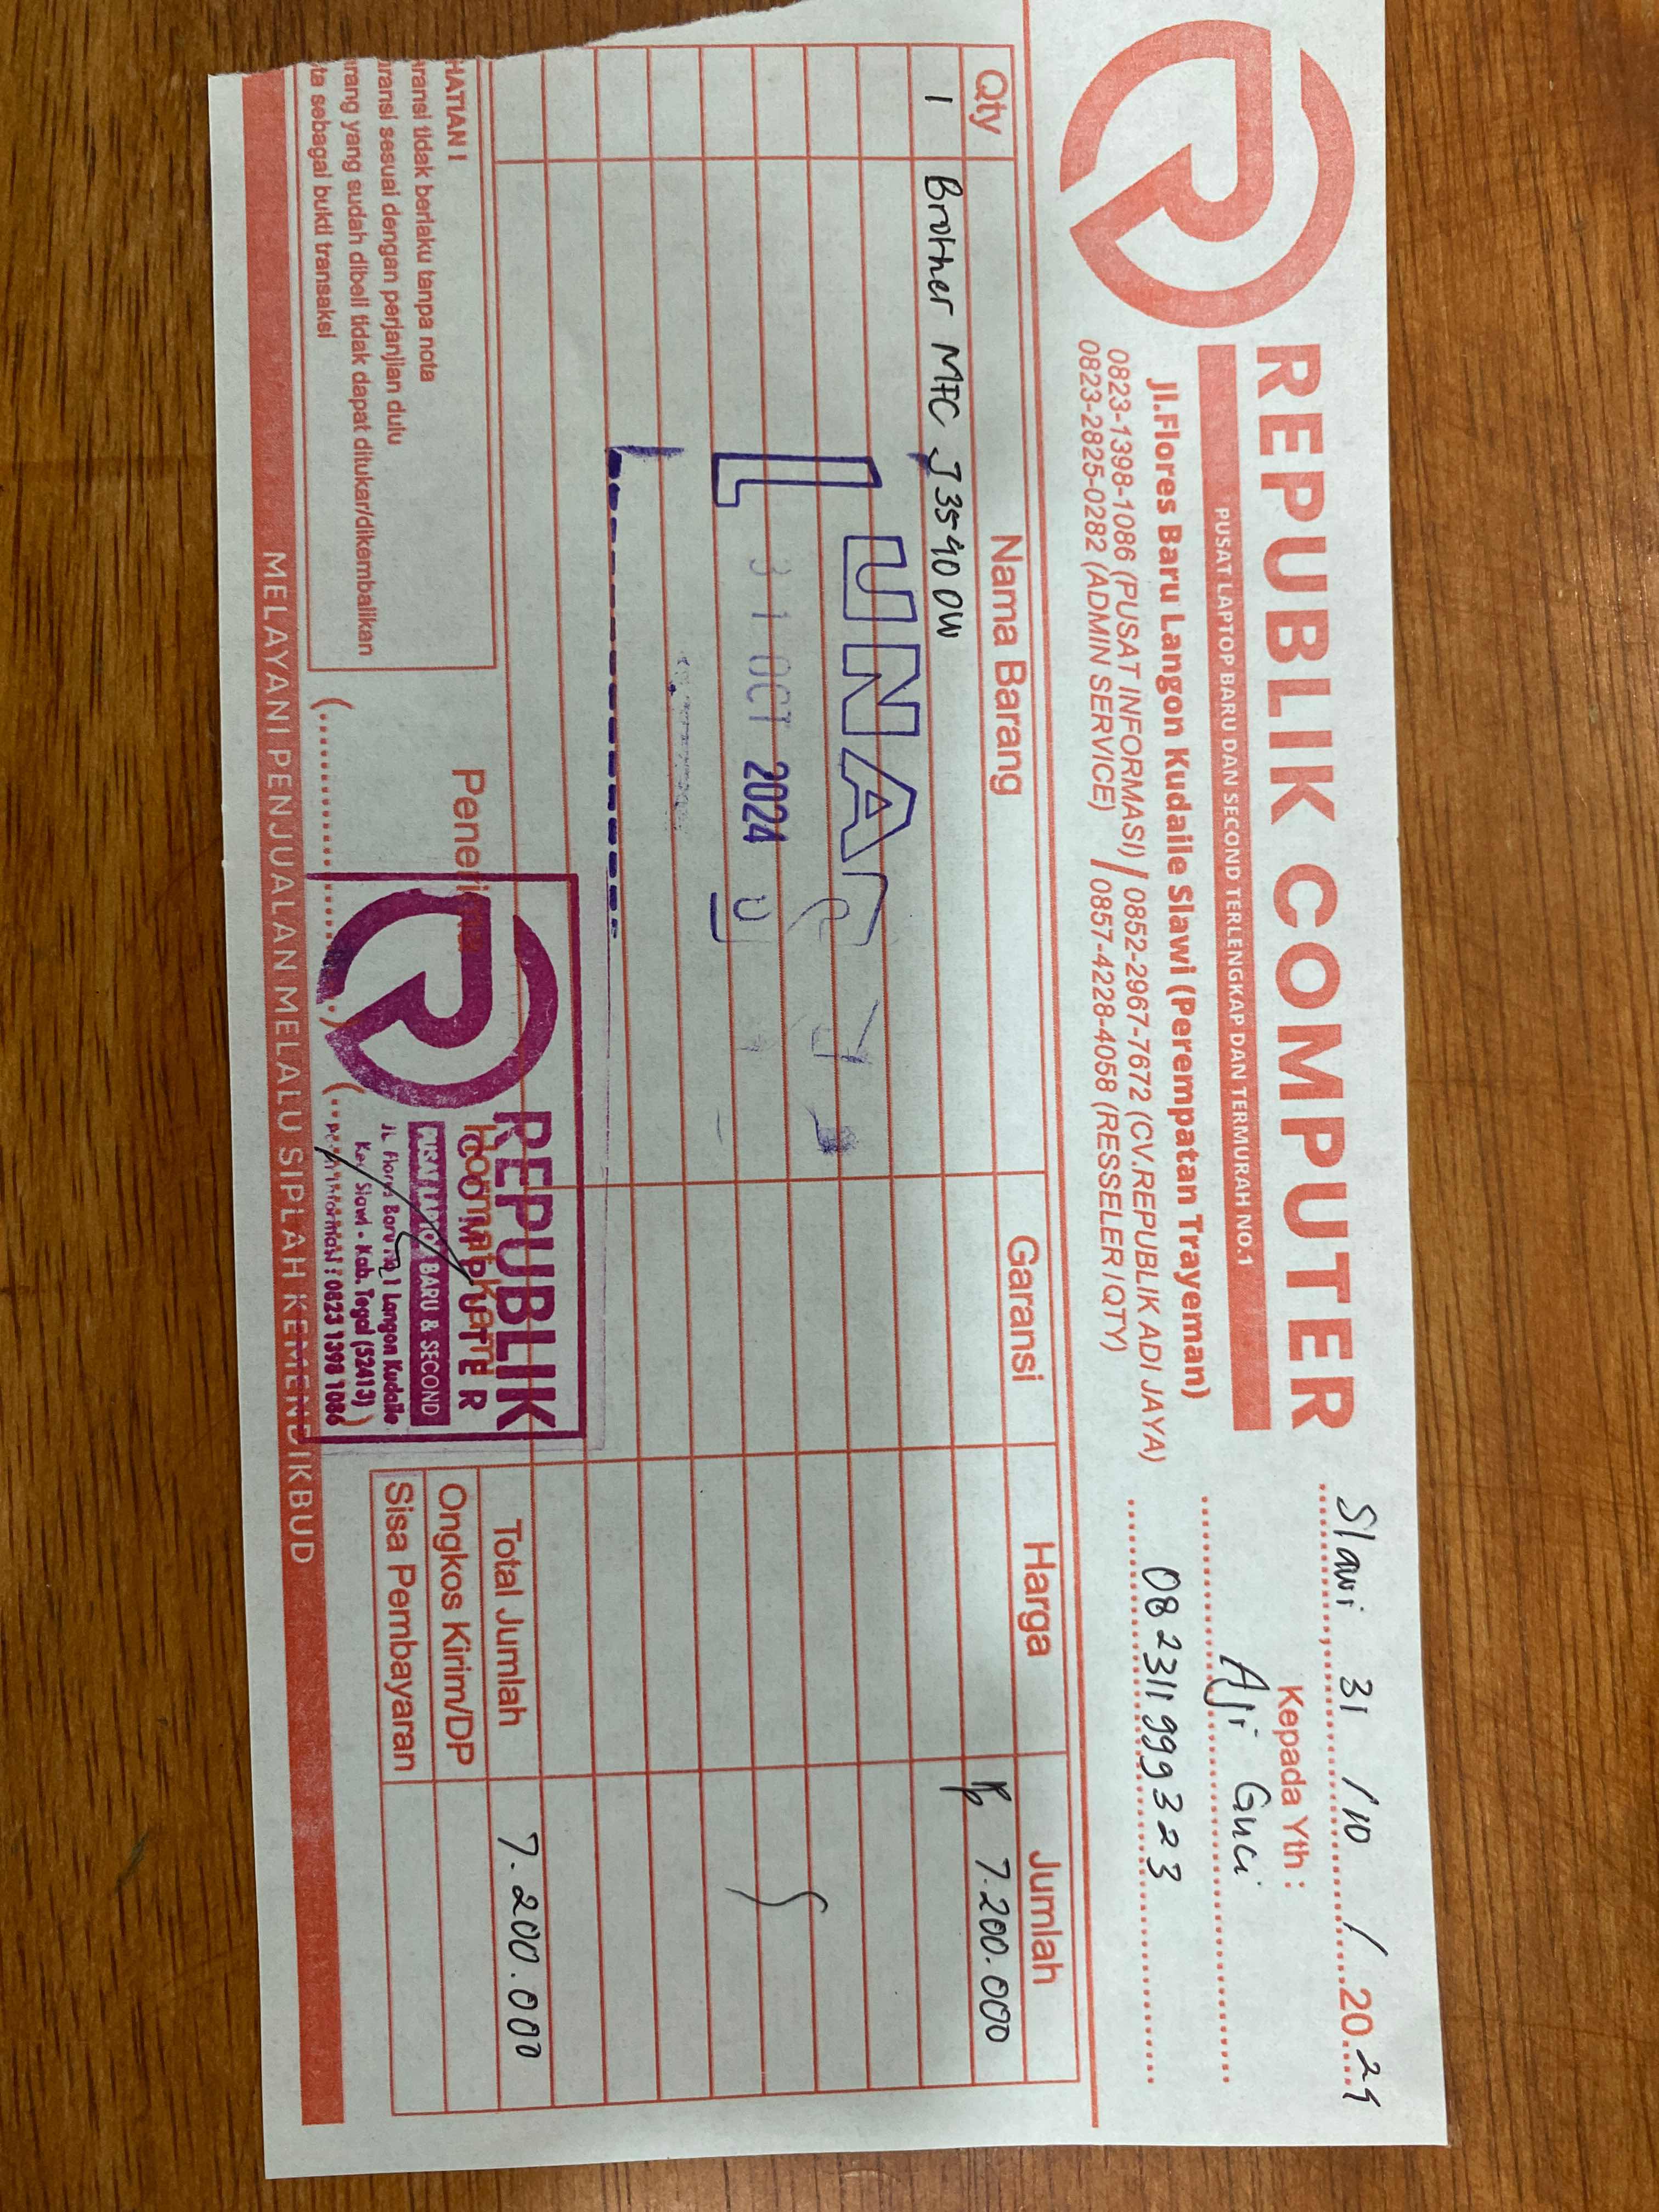 REPUBLIK COMPUTER
PUSAT LAPTOP BARU DAN SECOND TERLENGKAP DAN TERMURAH NO.1
Jl.Flores Baru Langon Kudaile Slawi (Perempatan Trayeman)
0823-1398-1086 (PUSAT INFORMASI) | 0852-2967-7672 (CV.REPUBLIK ADI JAYA)
0823-2825-0282 (ADMIN SERVICE) | 0857-4228-4058 (RESSELER / QTY)
Slawi 31 / 10 / 2024
Kepada Yth :
Aji Guci
082311999323
Qty Nama Barang Garansi Harga Jumlah
1 Brother MFC J3540DW Rp 7.200.000
LUNAS
31 OCT 2024
Total Jumlah 7.200.000
Ongkos Kirim/DP
Sisa Pembayaran
HATIAN !
aransi tidak berlaku tanpa nota
aransi sesuai dengan perjanjian dulu
arang yang sudah dibeli tidak dapat ditukar/dikembalikan
ta sebagai bukti transaksi
Penerima
Hormat Kami
REPUBLIK
COMPUTER
PUSAT LAPTOP BARU & SECOND
JL Flores Baru No 1 Langon Kudaile
Kec Slawi - Kab. Tegal (52413)
0823 1398 1086
MELAYANI PENJUALAN MELALUI SIPLAH KEMENDIKBUD